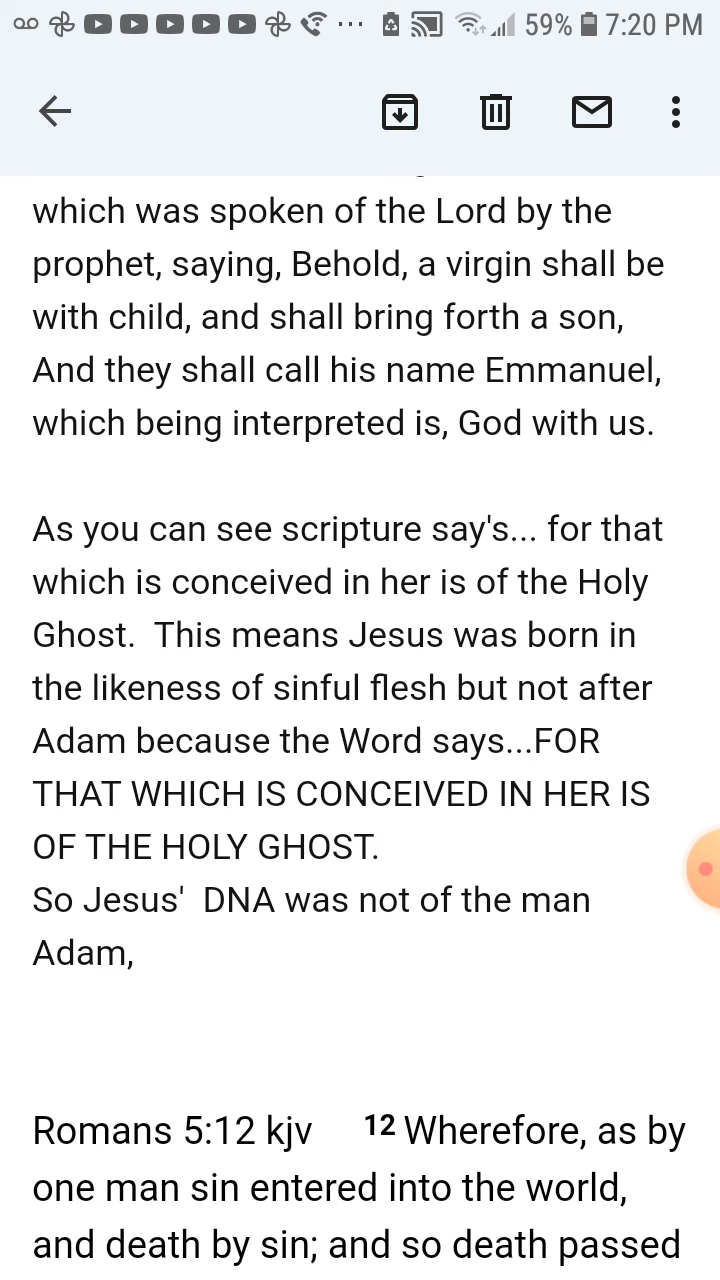 59% 7:20 PM
which was spoken of the Lord by the
prophet, saying, Behold, a virgin shall be
with child, and shall bring forth a son,
And they shall call his name Emmanuel,
which being interpreted is, God with us.
As you can see scripture say's... for that
which is conceived in her is of the Holy
Ghost.  This means Jesus was born in
the likeness of sinful flesh but not after
Adam because the Word says...FOR
THAT WHICH IS CONCEIVED IN HER IS
OF THE HOLY GHOST.
So Jesus'  DNA was not of the man
Adam,
Romans 5:12 kjv 12 Wherefore, as by
one man sin entered into the world,
and death by sin; and so death passed